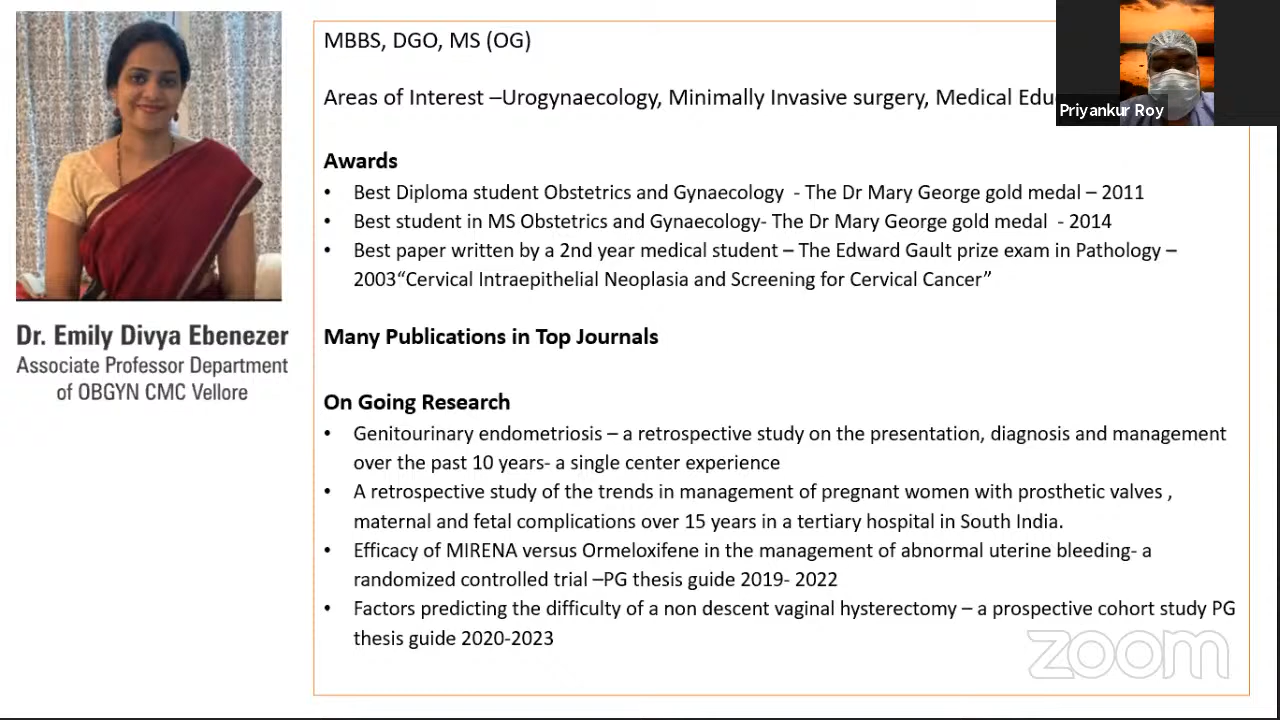 MBBS, DGO, MS (OG)
Areas of Interest –Urogynaecology, Minimally Invasive surgery, Medical Edu
Priyankur Roy
Awards
• Best Diploma student Obstetrics and Gynaecology - The Dr Mary George gold medal – 2011
• Best student in MS Obstetrics and Gynaecology- The Dr Mary George gold medal - 2014
• Best paper written by a 2nd year medical student – The Edward Gault prize exam in Pathology –
2003“Cervical Intraepithelial Neoplasia and Screening for Cervical Cancer”
Dr. Emily Divya Ebenezer
Associate Professor Department
of OBGYN CMC Vellore
Many Publications in Top Journals
On Going Research
• Genitourinary endometriosis – a retrospective study on the presentation, diagnosis and management
over the past 10 years- a single center experience
• A retrospective study of the trends in management of pregnant women with prosthetic valves ,
maternal and fetal complications over 15 years in a tertiary hospital in South India.
• Efficacy of MIRENA versus Ormeloxifene in the management of abnormal uterine bleeding- a
randomized controlled trial –PG thesis guide 2019- 2022
• Factors predicting the difficulty of a non descent vaginal hysterectomy – a prospective cohort study PG
thesis guide 2020-2023
zoom